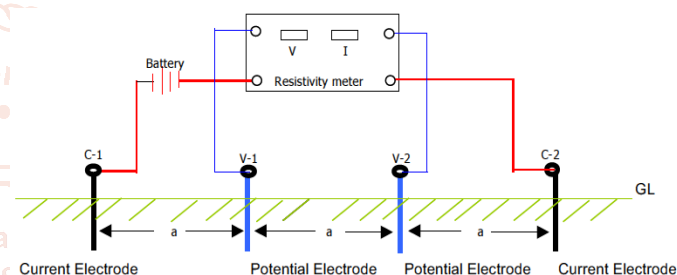 V I
Battery
Resistivity meter
C-1 V-1 V-2 C-2
GL
a a a
Current Electrode Potential Electrode Potential Electrode Current Electrode